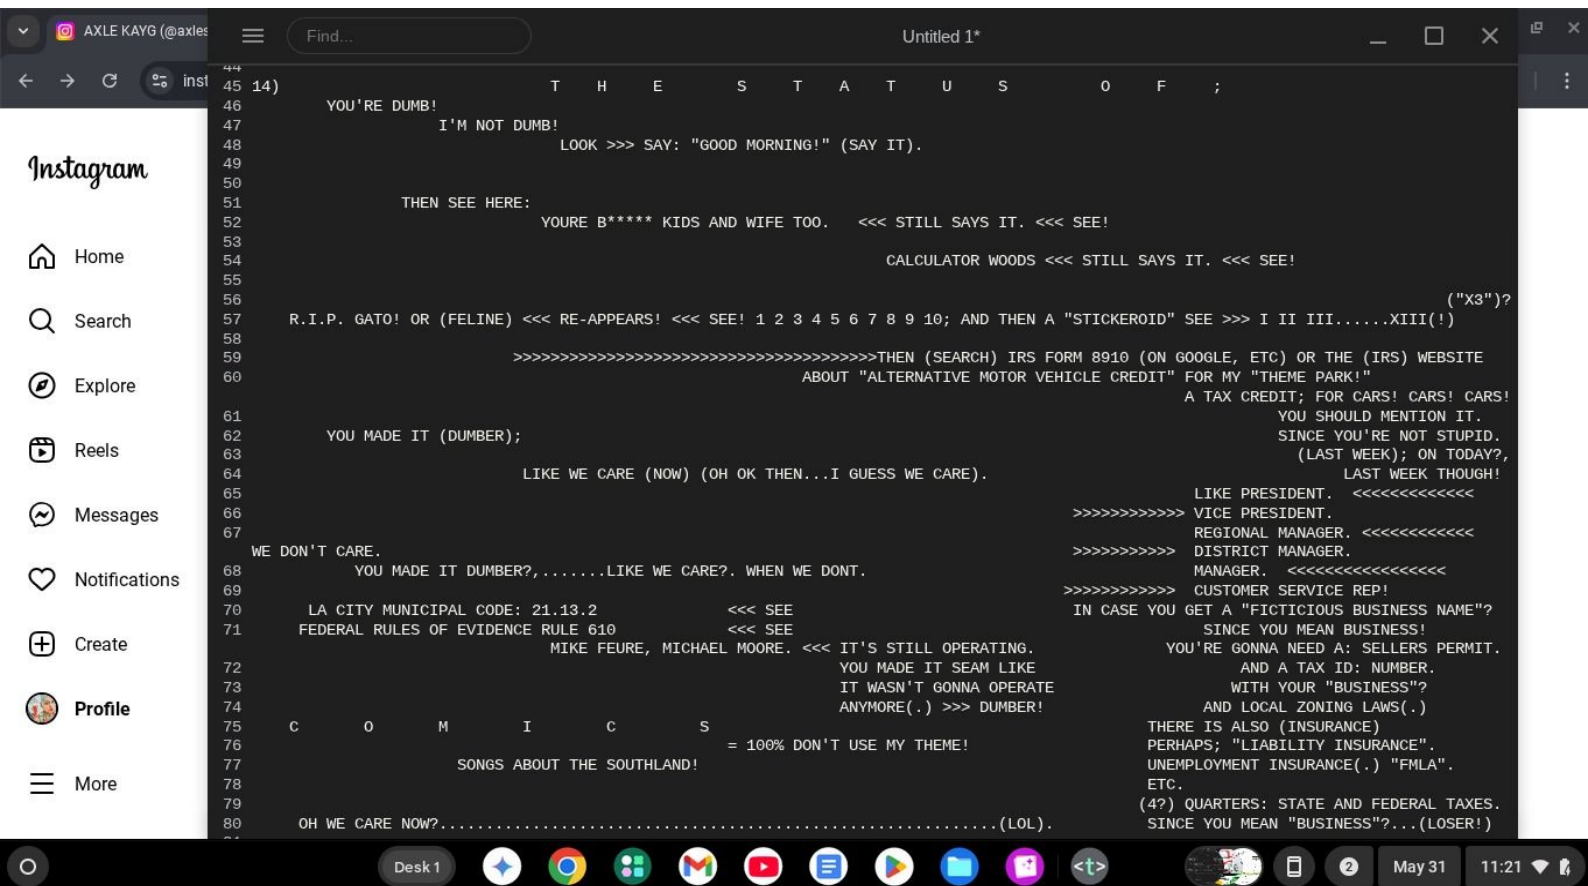 AXLE KAYG (@axles
Find...
Untitled 1*
inst
Instagram
Home
Search
Explore
Reels
Messages
Notifications
Create
Profile
More
44
45 14) T H E S T A T U S O F ;
46 YOU'RE DUMB!
47 I'M NOT DUMB!
48 LOOK >>> SAY: "GOOD MORNING!" (SAY IT).
49
50
51 THEN SEE HERE:
52 YOURE B***** KIDS AND WIFE TOO. <<< STILL SAYS IT. <<< SEE!
53
54 CALCULATOR WOODS <<< STILL SAYS IT. <<< SEE!
55
56 ("X3")?
57 R.I.P. GATO! OR (FELINE) <<< RE-APPEARS! <<< SEE! 1 2 3 4 5 6 7 8 9 10; AND THEN A "STICKEROID" SEE >>> I II III......XIII(!)
58
59 >>>>>>>>>>>>>>>>>>>>>>>>>>>>>>>>>>>>>>>THEN (SEARCH) IRS FORM 8910 (ON GOOGLE, ETC) OR THE (IRS) WEBSITE
60 ABOUT "ALTERNATIVE MOTOR VEHICLE CREDIT" FOR MY "THEME PARK!"
A TAX CREDIT; FOR CARS! CARS! CARS!
61 YOU SHOULD MENTION IT.
62 YOU MADE IT (DUMBER); SINCE YOU'RE NOT STUPID.
63 (LAST WEEK); ON TODAY?,
64 LIKE WE CARE (NOW) (OH OK THEN...I GUESS WE CARE). LAST WEEK THOUGH!
65 LIKE PRESIDENT. <<<<<<<<<<<<<
66 >>>>>>>>>>>> VICE PRESIDENT.
67 REGIONAL MANAGER. <<<<<<<<<<<<
WE DON'T CARE. >>>>>>>>>>> DISTRICT MANAGER.
68 YOU MADE IT DUMBER?,.......LIKE WE CARE?. WHEN WE DONT. MANAGER. <<<<<<<<<<<<<<<<<
69 >>>>>>>>>>>> CUSTOMER SERVICE REP!
70 LA CITY MUNICIPAL CODE: 21.13.2 <<< SEE IN CASE YOU GET A "FICTICIOUS BUSINESS NAME"?
71 FEDERAL RULES OF EVIDENCE RULE 610 <<< SEE SINCE YOU MEAN BUSINESS!
MIKE FEURE, MICHAEL MOORE. <<< IT'S STILL OPERATING. YOU'RE GONNA NEED A: SELLERS PERMIT.
72 YOU MADE IT SEAM LIKE AND A TAX ID: NUMBER.
73 IT WASN'T GONNA OPERATE WITH YOUR "BUSINESS"?
74 ANYMORE(.) >>> DUMBER! AND LOCAL ZONING LAWS(.)
75 C O M I C S THERE IS ALSO (INSURANCE)
76 = 100% DON'T USE MY THEME! PERHAPS; "LIABILITY INSURANCE".
77 SONGS ABOUT THE SOUTHLAND! UNEMPLOYMENT INSURANCE(.) "FMLA".
78 ETC.
79 (4?) QUARTERS: STATE AND FEDERAL TAXES.
80 OH WE CARE NOW?............................................................(LOL). SINCE YOU MEAN "BUSINESS"?...(LOSER!)
Desk 1
<t>
2
May 31
11:21